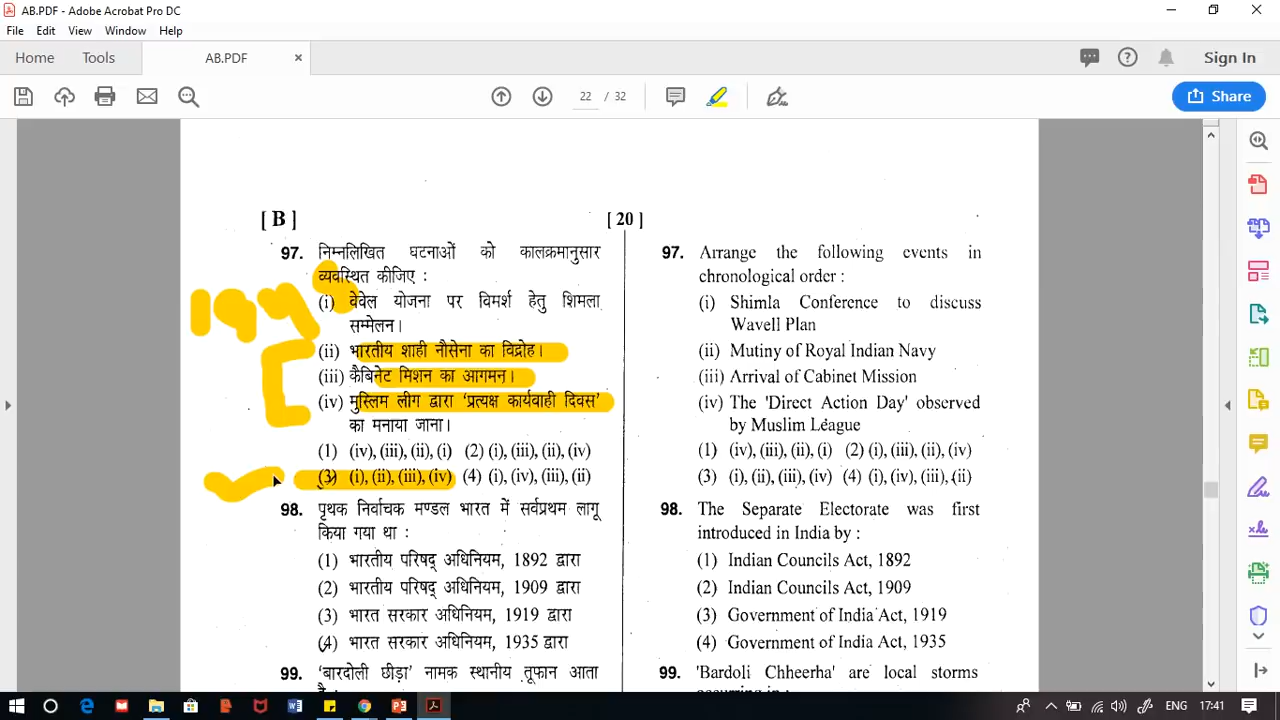 AB.PDF - Adobe Acrobat Pro DC
File Edit View Window Help
Home Tools AB.PDF × Sign In
22 / 32 Share
[ B ] [ 20 ]
97. निम्नलिखित घटनाओं को कालक्रमानुसार
व्यवस्थित कीजिए :
(i) वेवेल योजना पर विमर्श हेतु शिमला
सम्मेलन।
(ii) भारतीय शाही नौसेना का विद्रोह।
(iii) कैबिनेट मिशन का आगमन।
(iv) मुस्लिम लीग द्वारा 'प्रत्यक्ष कार्यवाही दिवस'
का मनाया जाना।
(1) (iv), (iii), (ii), (i) (2) (i), (iii), (ii), (iv)
(3) (i), (ii), (iii), (iv) (4) (i), (iv), (iii), (ii)
98. पृथक निर्वाचक मण्डल भारत में सर्वप्रथम लागू
किया गया था :
(1) भारतीय परिषद् अधिनियम, 1892 द्वारा
(2) भारतीय परिषद् अधिनियम, 1909 द्वारा
(3) भारत सरकार अधिनियम, 1919 द्वारा
(4) भारत सरकार अधिनियम, 1935 द्वारा
99. 'बारदोली छीड़ा' नामक स्थानीय तूफान आता
97. Arrange the following events in
chronological order :
(i) Shimla Conference to discuss
Wavell Plan
(ii) Mutiny of Royal Indian Navy
(iii) Arrival of Cabinet Mission
(iv) The 'Direct Action Day' observed
by Muslim League
(1) (iv), (iii), (ii), (i) (2) (i), (iii), (ii), (iv)
(3) (i), (ii), (iii), (iv) (4) (i), (iv), (iii), (ii)
98. The Separate Electorate was first
introduced in India by :
(1) Indian Councils Act, 1892
(2) Indian Councils Act, 1909
(3) Government of India Act, 1919
(4) Government of India Act, 1935
99. 'Bardoli Chheerha' are local storms
ENG 17:41